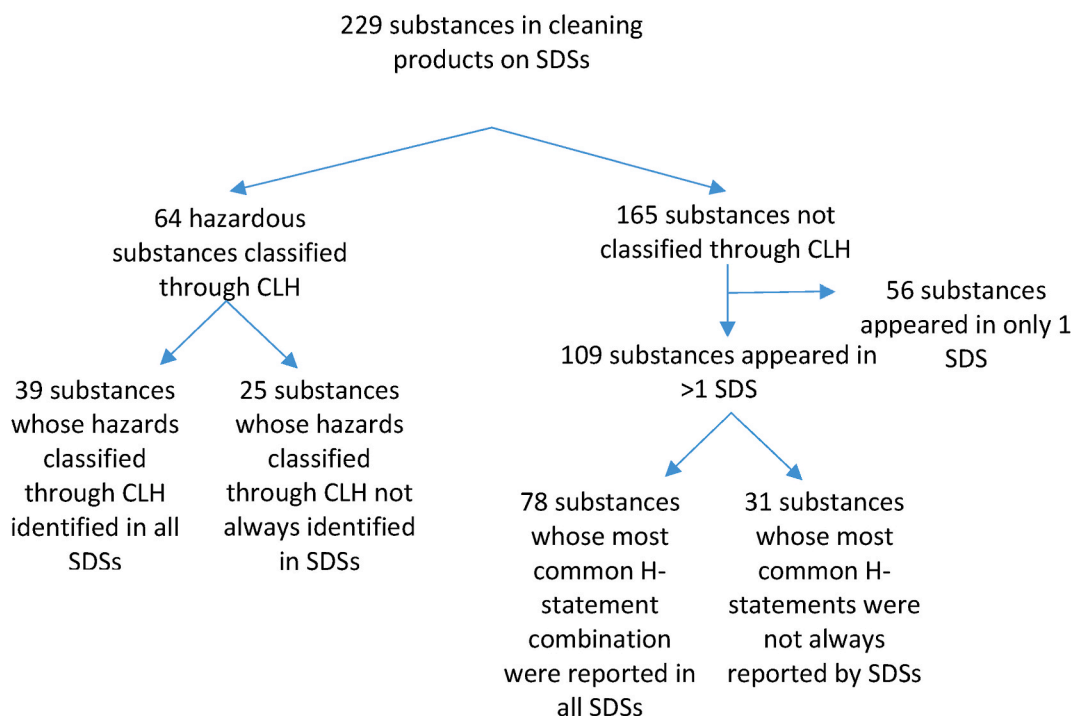 229 substances in cleaning
products on SDSs
64 hazardous
substances classified
through CLH
165 substances not
classified through CLH
56 substances
appeared in only 1
SDS
109 substances appeared in
>1 SDS
39 substances
whose hazards
classified
through CLH
identified in all
SDSs
25 substances
whose hazards
classified
through CLH not
always identified
in SDSs
78 substances
whose most
common H-
statement
combination
were reported in
all SDSs
31 substances
whose most
common H-
statements were
not always
reported by SDSs